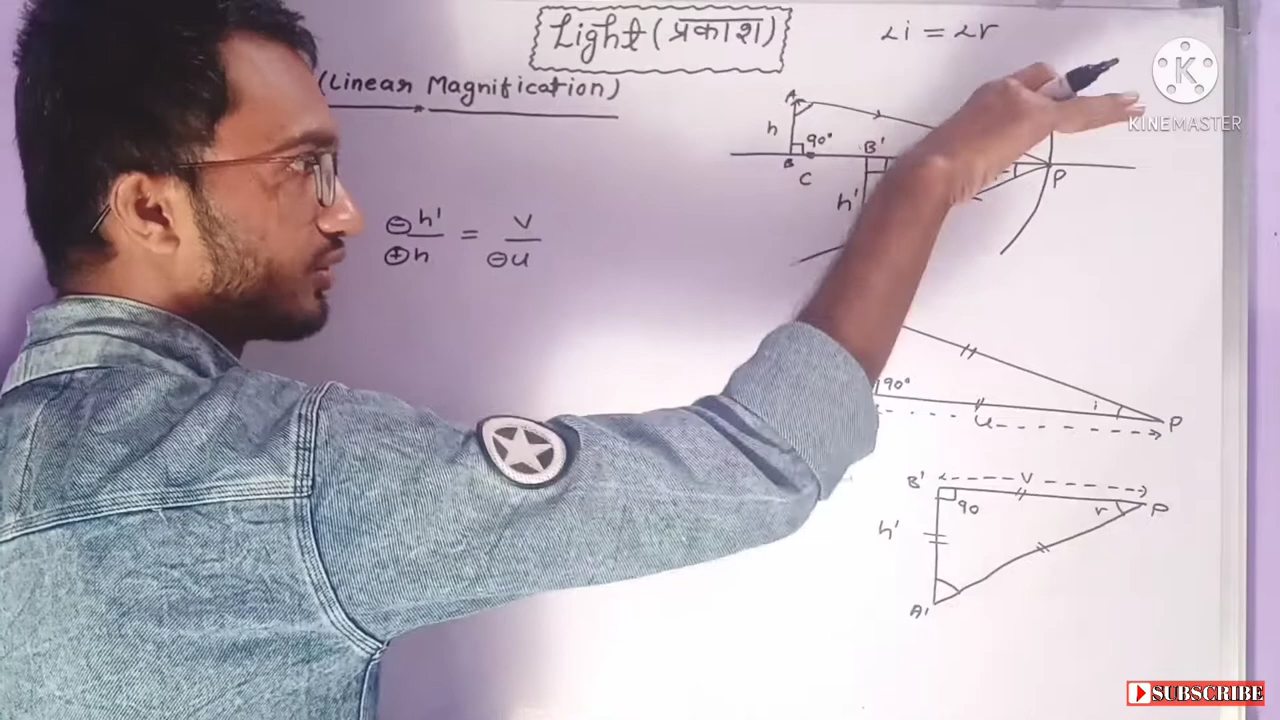 Light (प्रकाश)
∠i = ∠r
(Linear Magnification)
K
KINEMASTER
A
h
90°
B
C
B'
h'
P
⊖h' / ⊕h = v / ⊖u
90°
i
u
P
B'
v
90
r
P
h'
A'
SUBSCRIBE